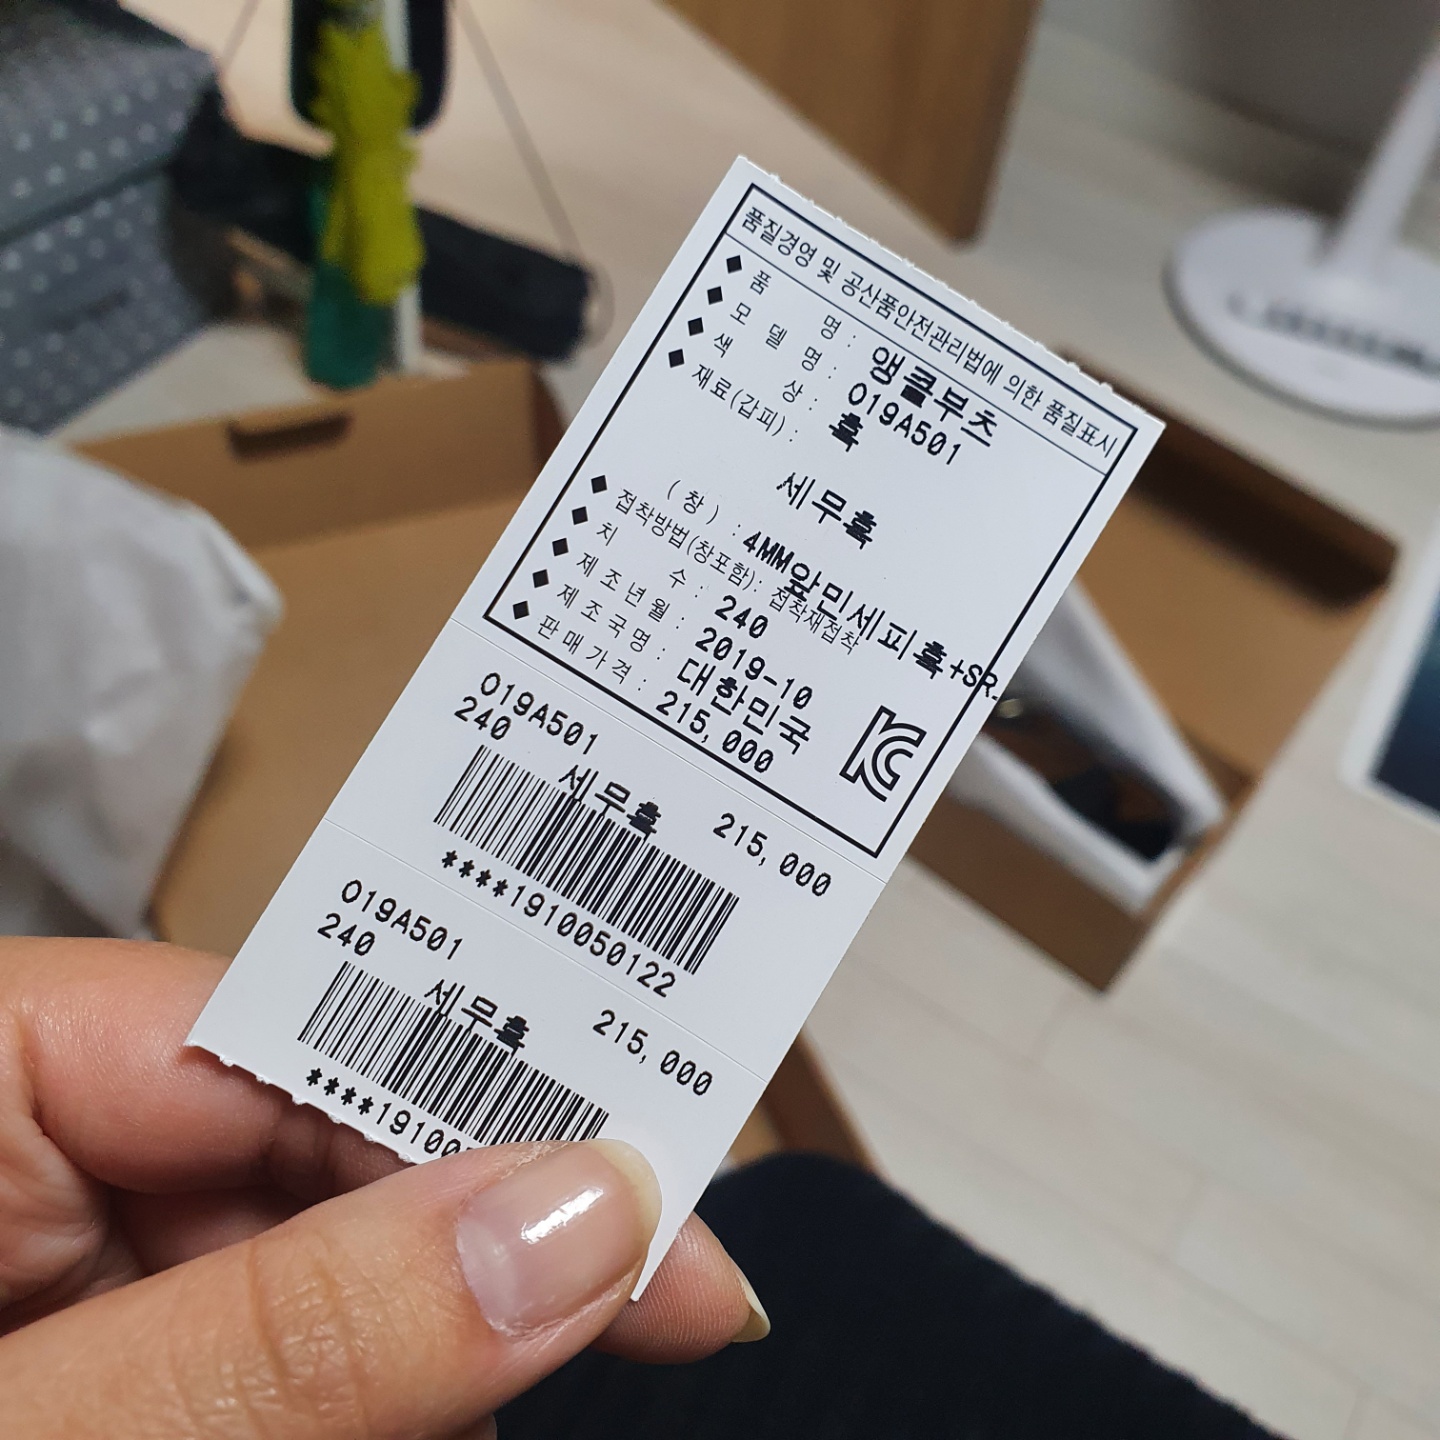 품질경영 및 공산품안전관리법에 의한 품질표시
◆ 품 명 : 앵클부츠
◆ 모 델 명 : O19A501
◆ 색 상 : 흑
◆ 재료(갑피) : 세무흑
(창) : 4MM앞민세피흑+SR.
◆ 접착방법(창포함) : 접착재접착
◆ 치 수 : 240
◆ 제 조 년 월 : 2019-10
◆ 제 조 국 명 : 대한민국
◆ 판 매 가 격 : 215,000
KC
O19A501
240 세무흑 215,000
****1910050122
O19A501
240 세무흑 215,000
****19100